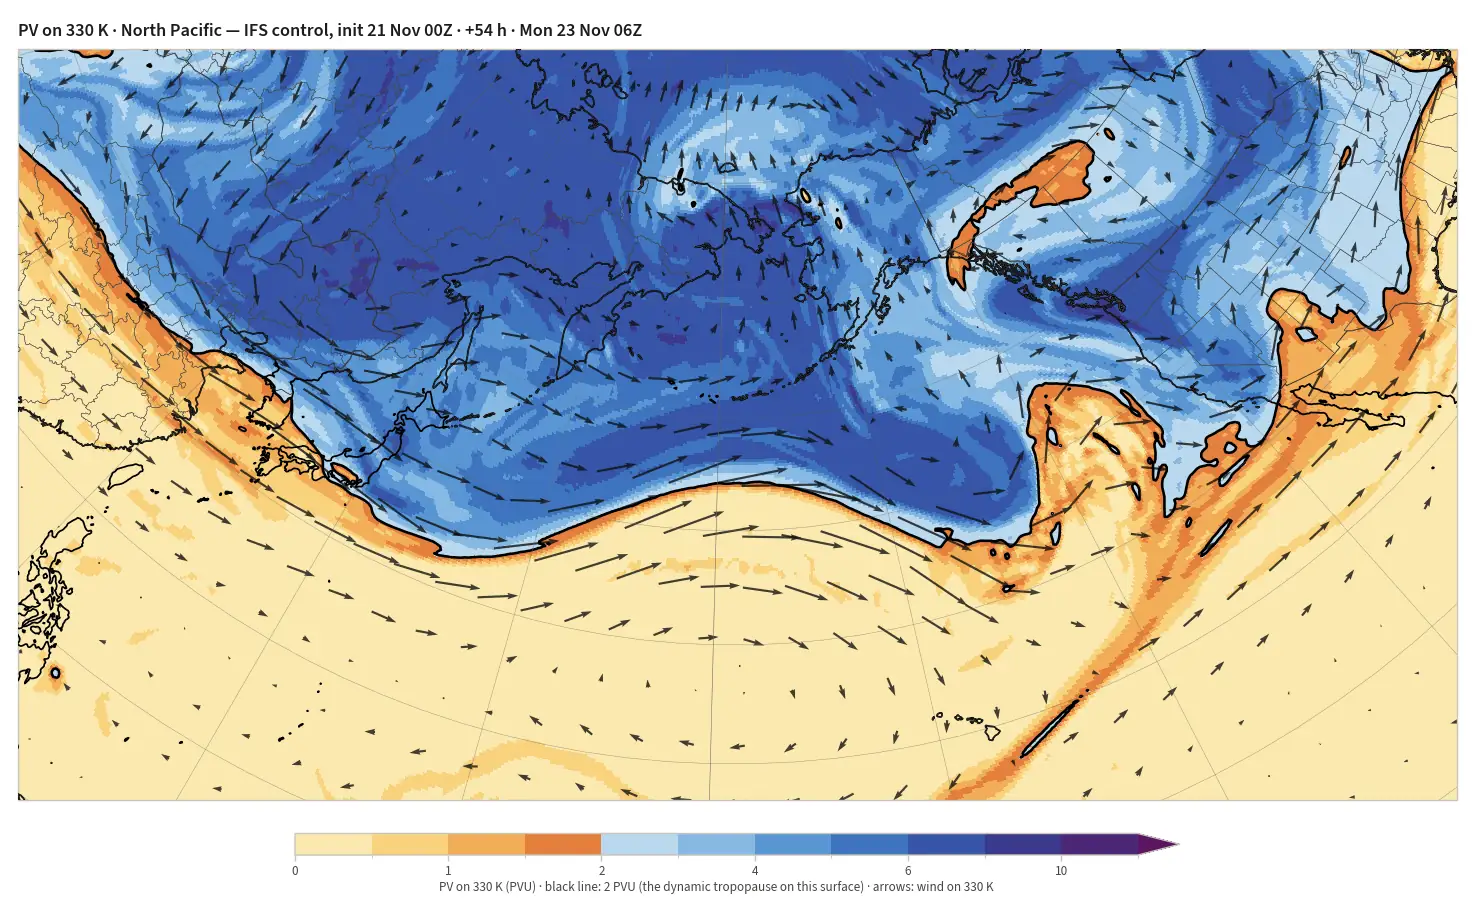 PV on 330 K · North Pacific — IFS control, init 21 Nov 00Z · +54 h · Mon 23 Nov 06Z
0 1 2 4 6 10
PV on 330 K (PVU) · black line: 2 PVU (the dynamic tropopause on this surface) · arrows: wind on 330 K